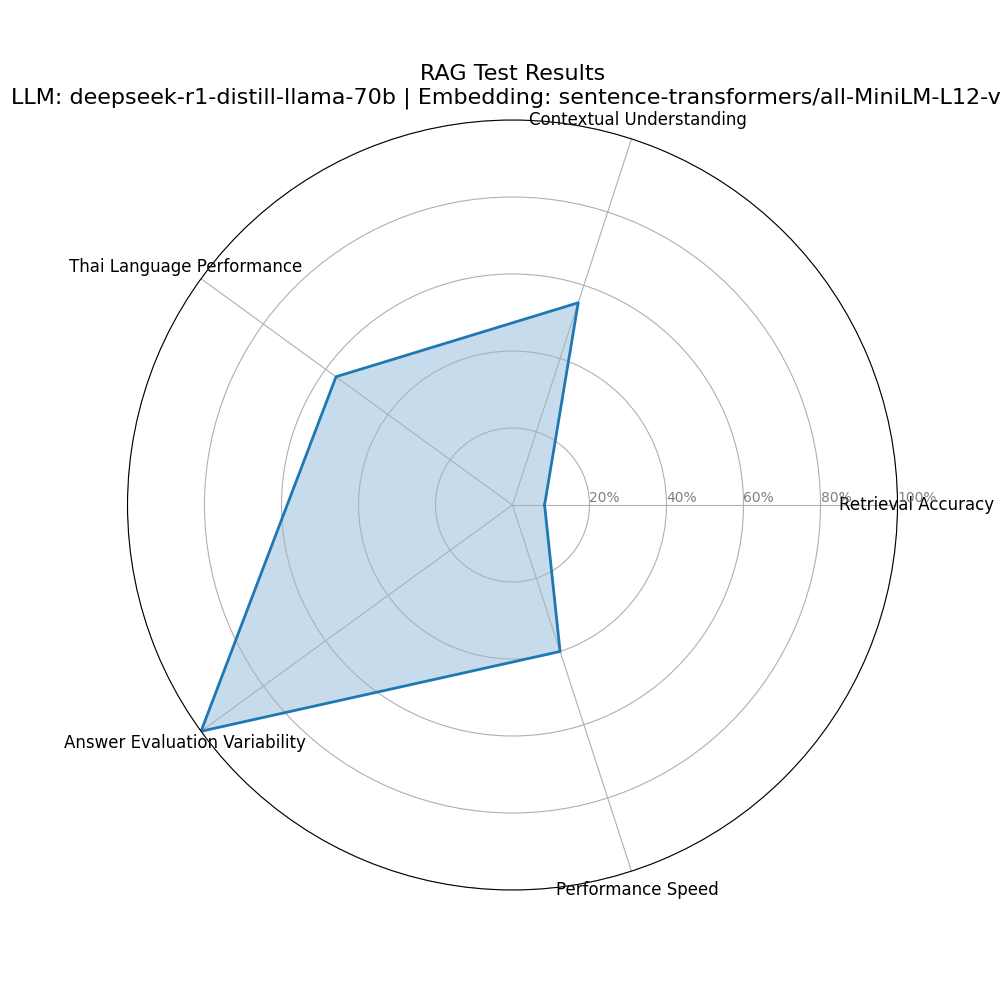 RAG Test Results
LLM: deepseek-r1-distill-llama-70b | Embedding: sentence-transformers/all-MiniLM-L12-v
Contextual Understanding
Thai Language Performance
20%
40%
60%
80%
100%
Retrieval Accuracy
Answer Evaluation Variability
Performance Speed